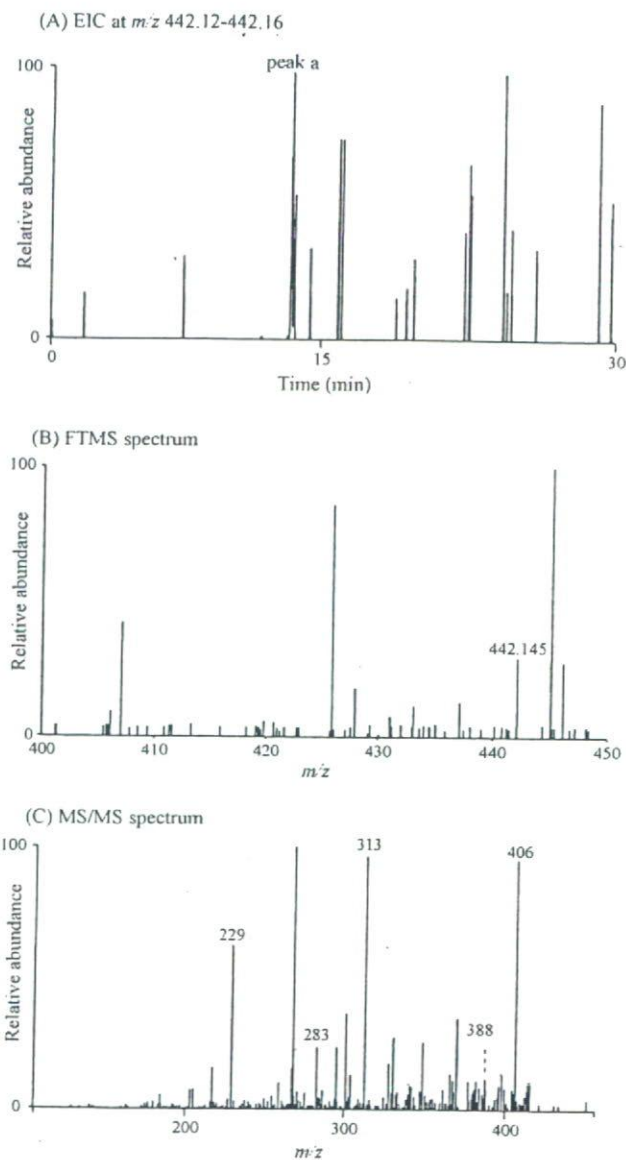 (A) EIC at m/z 442.12-442.16
100
peak a
Relative abundance
0
0
15
30
Time (min)
(B) FTMS spectrum
100
Relative abundance
442.145
0
400
410
420
430
440
450
m/z
(C) MS/MS spectrum
100
313
406
229
Relative abundance
283
388
0
200
300
400
m/z